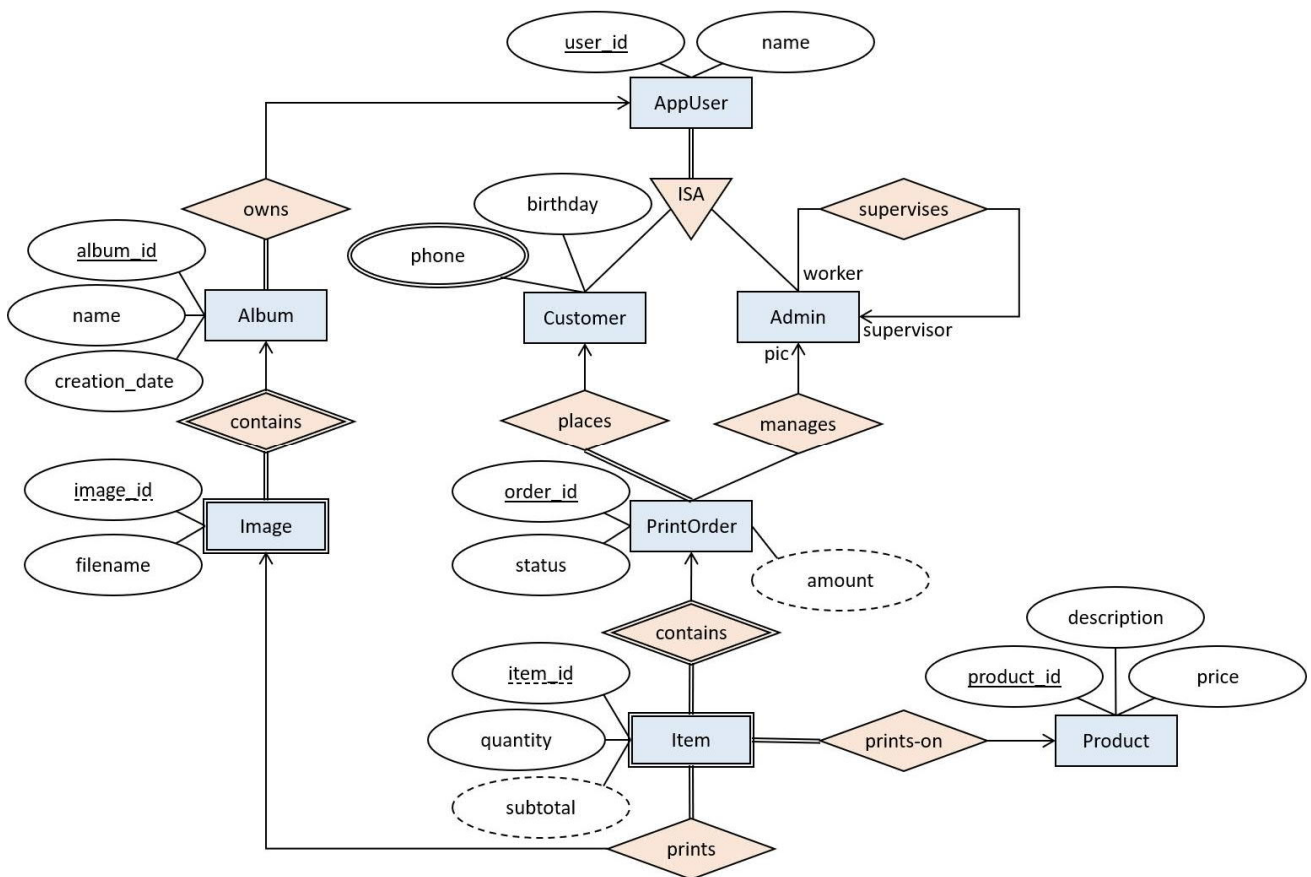 user_id
name
AppUser
owns
ISA
birthday
supervises
phone
album_id
worker
name
Album
Customer
Admin
supervisor
pic
creation_date
contains
places
manages
image_id
order_id
Image
PrintOrder
filename
status
amount
contains
description
item_id
product_id
price
quantity
Item
prints-on
Product
subtotal
prints